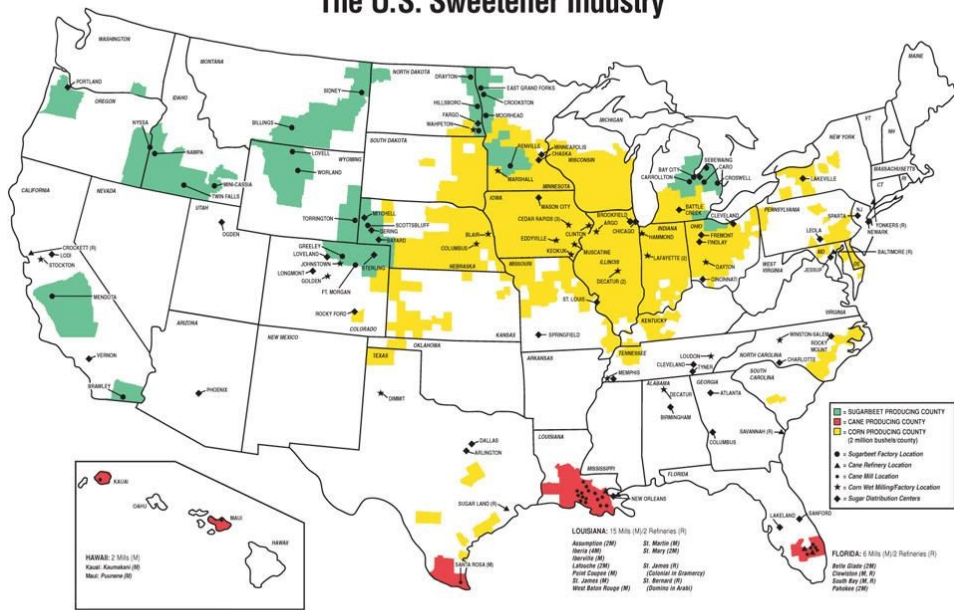 The U.S. Sweetener Industry
WASHINGTON
MONTANA
NORTH DAKOTA
MAINE
PORTLAND
OREGON
IDAHO
SIDNEY
DRAYTON
EAST GRAND FORKS
CROOKSTON
HILLSBORO
FARGO
MOORHEAD
WAHPETON
BILLINGS
NYSSA
NAMPA
LOVELL
WYOMING
WORLAND
SOUTH DAKOTA
RENVILLE
MINNEAPOLIS
CHASKA
MARSHALL
MINNESOTA
WISCONSIN
MICHIGAN
VT
NH
NEW YORK
MASSACHUSETTS
CT
RI
BAY CITY
SEBEWAING
CARO
CARROLLTON
CROSWELL
LAKEVILLE
CALIFORNIA
NEVADA
UTAH
MINI-CASSIA
TWIN FALLS
OGDEN
TORRINGTON
MITCHELL
SCOTTSBLUFF
GERING
BAYARD
IOWA
MASON CITY
CEDAR RAPIDS (3)
CLINTON
EDDYVILLE
MUSCATINE
KEOKUK
BROOKFIELD
ARGO
CHICAGO
INDIANA
HAMMOND
BATTLE CREEK
OHIO
CLEVELAND
FREMONT
FINDLAY
PENNSYLVANIA
SPARTA
NJ
YONKERS (R)
NEWARK
LEOLA
MD
BALTIMORE (R)
JESSUP
DE
CROCKETT (R)
LODI
STOCKTON
MENDOTA
GREELEY
LOVELAND
JOHNSTOWN
LONGMONT
GOLDEN
FT. MORGAN
STERLING
BLAIR
COLUMBUS
NEBRASKA
MISSOURI
ILLINOIS
DECATUR (2)
LAFAYETTE (2)
DAYTON
CINCINNATI
WEST VIRGINIA
VIRGINIA
ROCKY FORD
COLORADO
KANSAS
ST. LOUIS
SPRINGFIELD
KENTUCKY
WINSTON-SALEM
ROCKY MOUNT
NORTH CAROLINA
CHARLOTTE
VERNON
BRAWLEY
ARIZONA
PHOENIX
NEW MEXICO
TEXAS
OKLAHOMA
DIMMITT
ARKANSAS
TENNESSEE
MEMPHIS
LOUDON
CLEVELAND
TYNER
SOUTH CAROLINA
ALABAMA
DECATUR
BIRMINGHAM
GEORGIA
ATLANTA
COLUMBUS
SAVANNAH (R)
DALLAS
ARLINGTON
LOUISIANA
MISSISSIPPI
FLORIDA
NEW ORLEANS
SUGAR LAND (R)
SANTA ROSA (M)
LAKELAND
SANFORD
= SUGARBEET PRODUCING COUNTY
= CANE PRODUCING COUNTY
= CORN PRODUCING COUNTY
(2 million bushels/county)
= Sugarbeet Factory Location
= Cane Refinery Location
= Cane Mill Location
= Corn Wet Milling/Factory Location
= Sugar Distribution Centers
KAUAI
OAHU
MAUI
HAWAII
HAWAII: 2 Mills (M)
Kauai: Kaumakani (M)
Maui: Puunene (M)
LOUISIANA: 15 Mills (M)/2 Refineries (R)
Assumption (2M) St. Martin (M)
Iberia (4M) St. Mary (2M)
Iberville (M)
Lafouche (2M) St. James (R)
Point Coupee (M) (Colonial in Gramercy)
St. James (M) St. Bernard (R)
West Baton Rouge (M) (Domino in Arabi)
FLORIDA: 6 Mills (M)/2 Refineries (R)
Belle Glade (2M)
Clewiston (M, R)
South Bay (M, R)
Pahokee (2M)